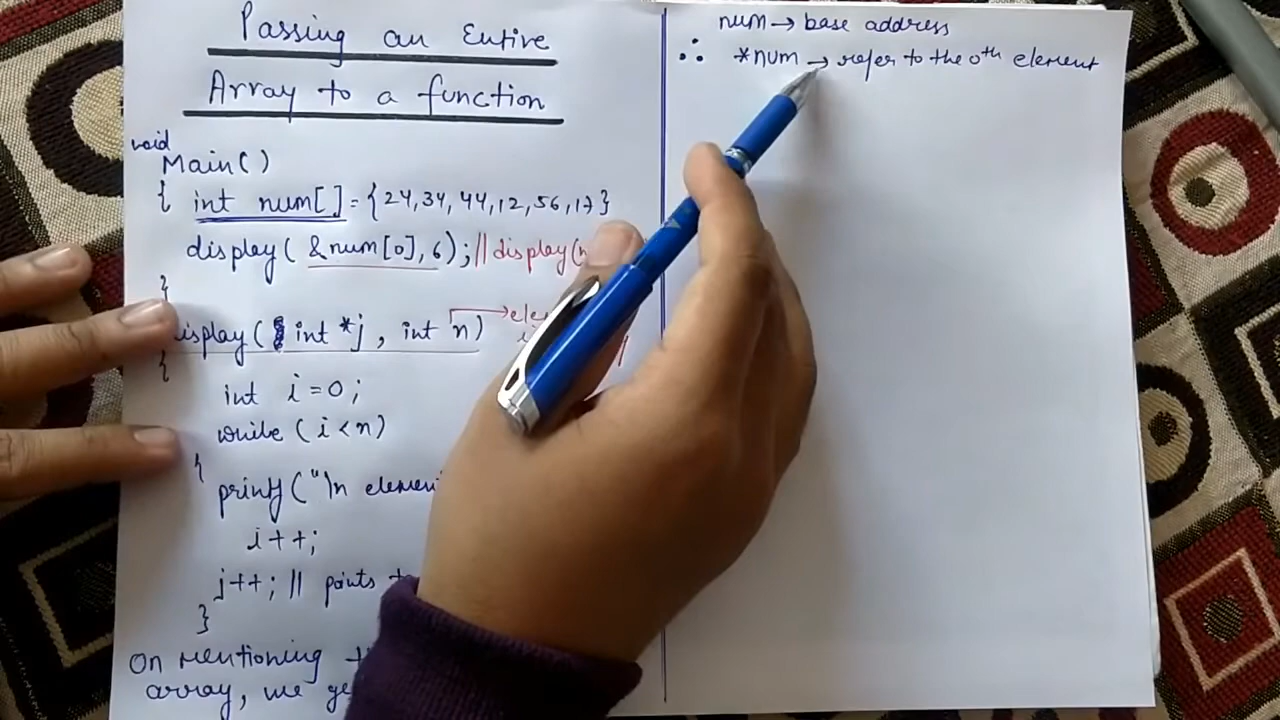 Passing an Entire
Array to a function
void
Main()
{ int num[] = {24,34,44,12,56,17}
display( &num[0],6);//display(n
}
isplay( int *j, int n)
{
int i=0;
while (i<n)
{
printf("\n element
i++;
j++; // points
}
On mentioning
array, we ge
num → base address
∴ *num → refer to the 0th element